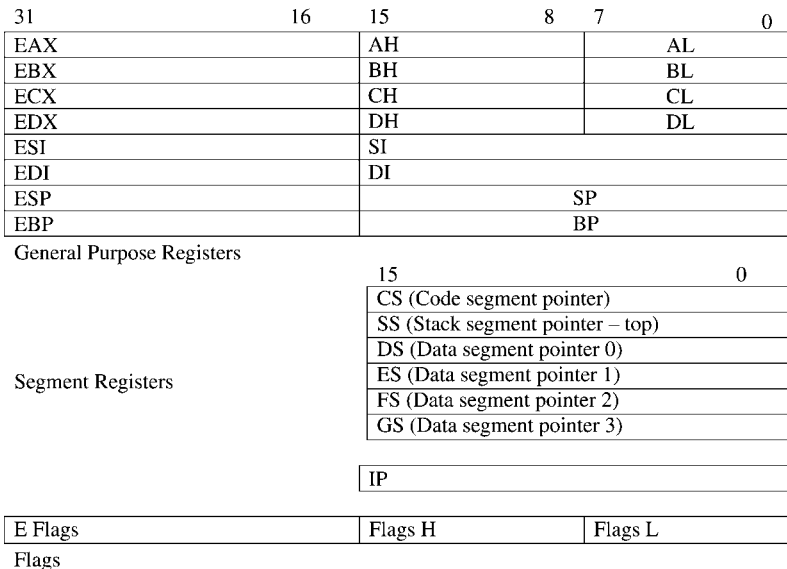 31 16 15 8 7 0
EAX AH AL
EBX BH BL
ECX CH CL
EDX DH DL
ESI SI
EDI DI
ESP SP
EBP BP
General Purpose Registers
15 0
CS (Code segment pointer)
SS (Stack segment pointer – top)
DS (Data segment pointer 0)
ES (Data segment pointer 1)
Segment Registers
FS (Data segment pointer 2)
GS (Data segment pointer 3)
IP
E Flags Flags H Flags L
Flags